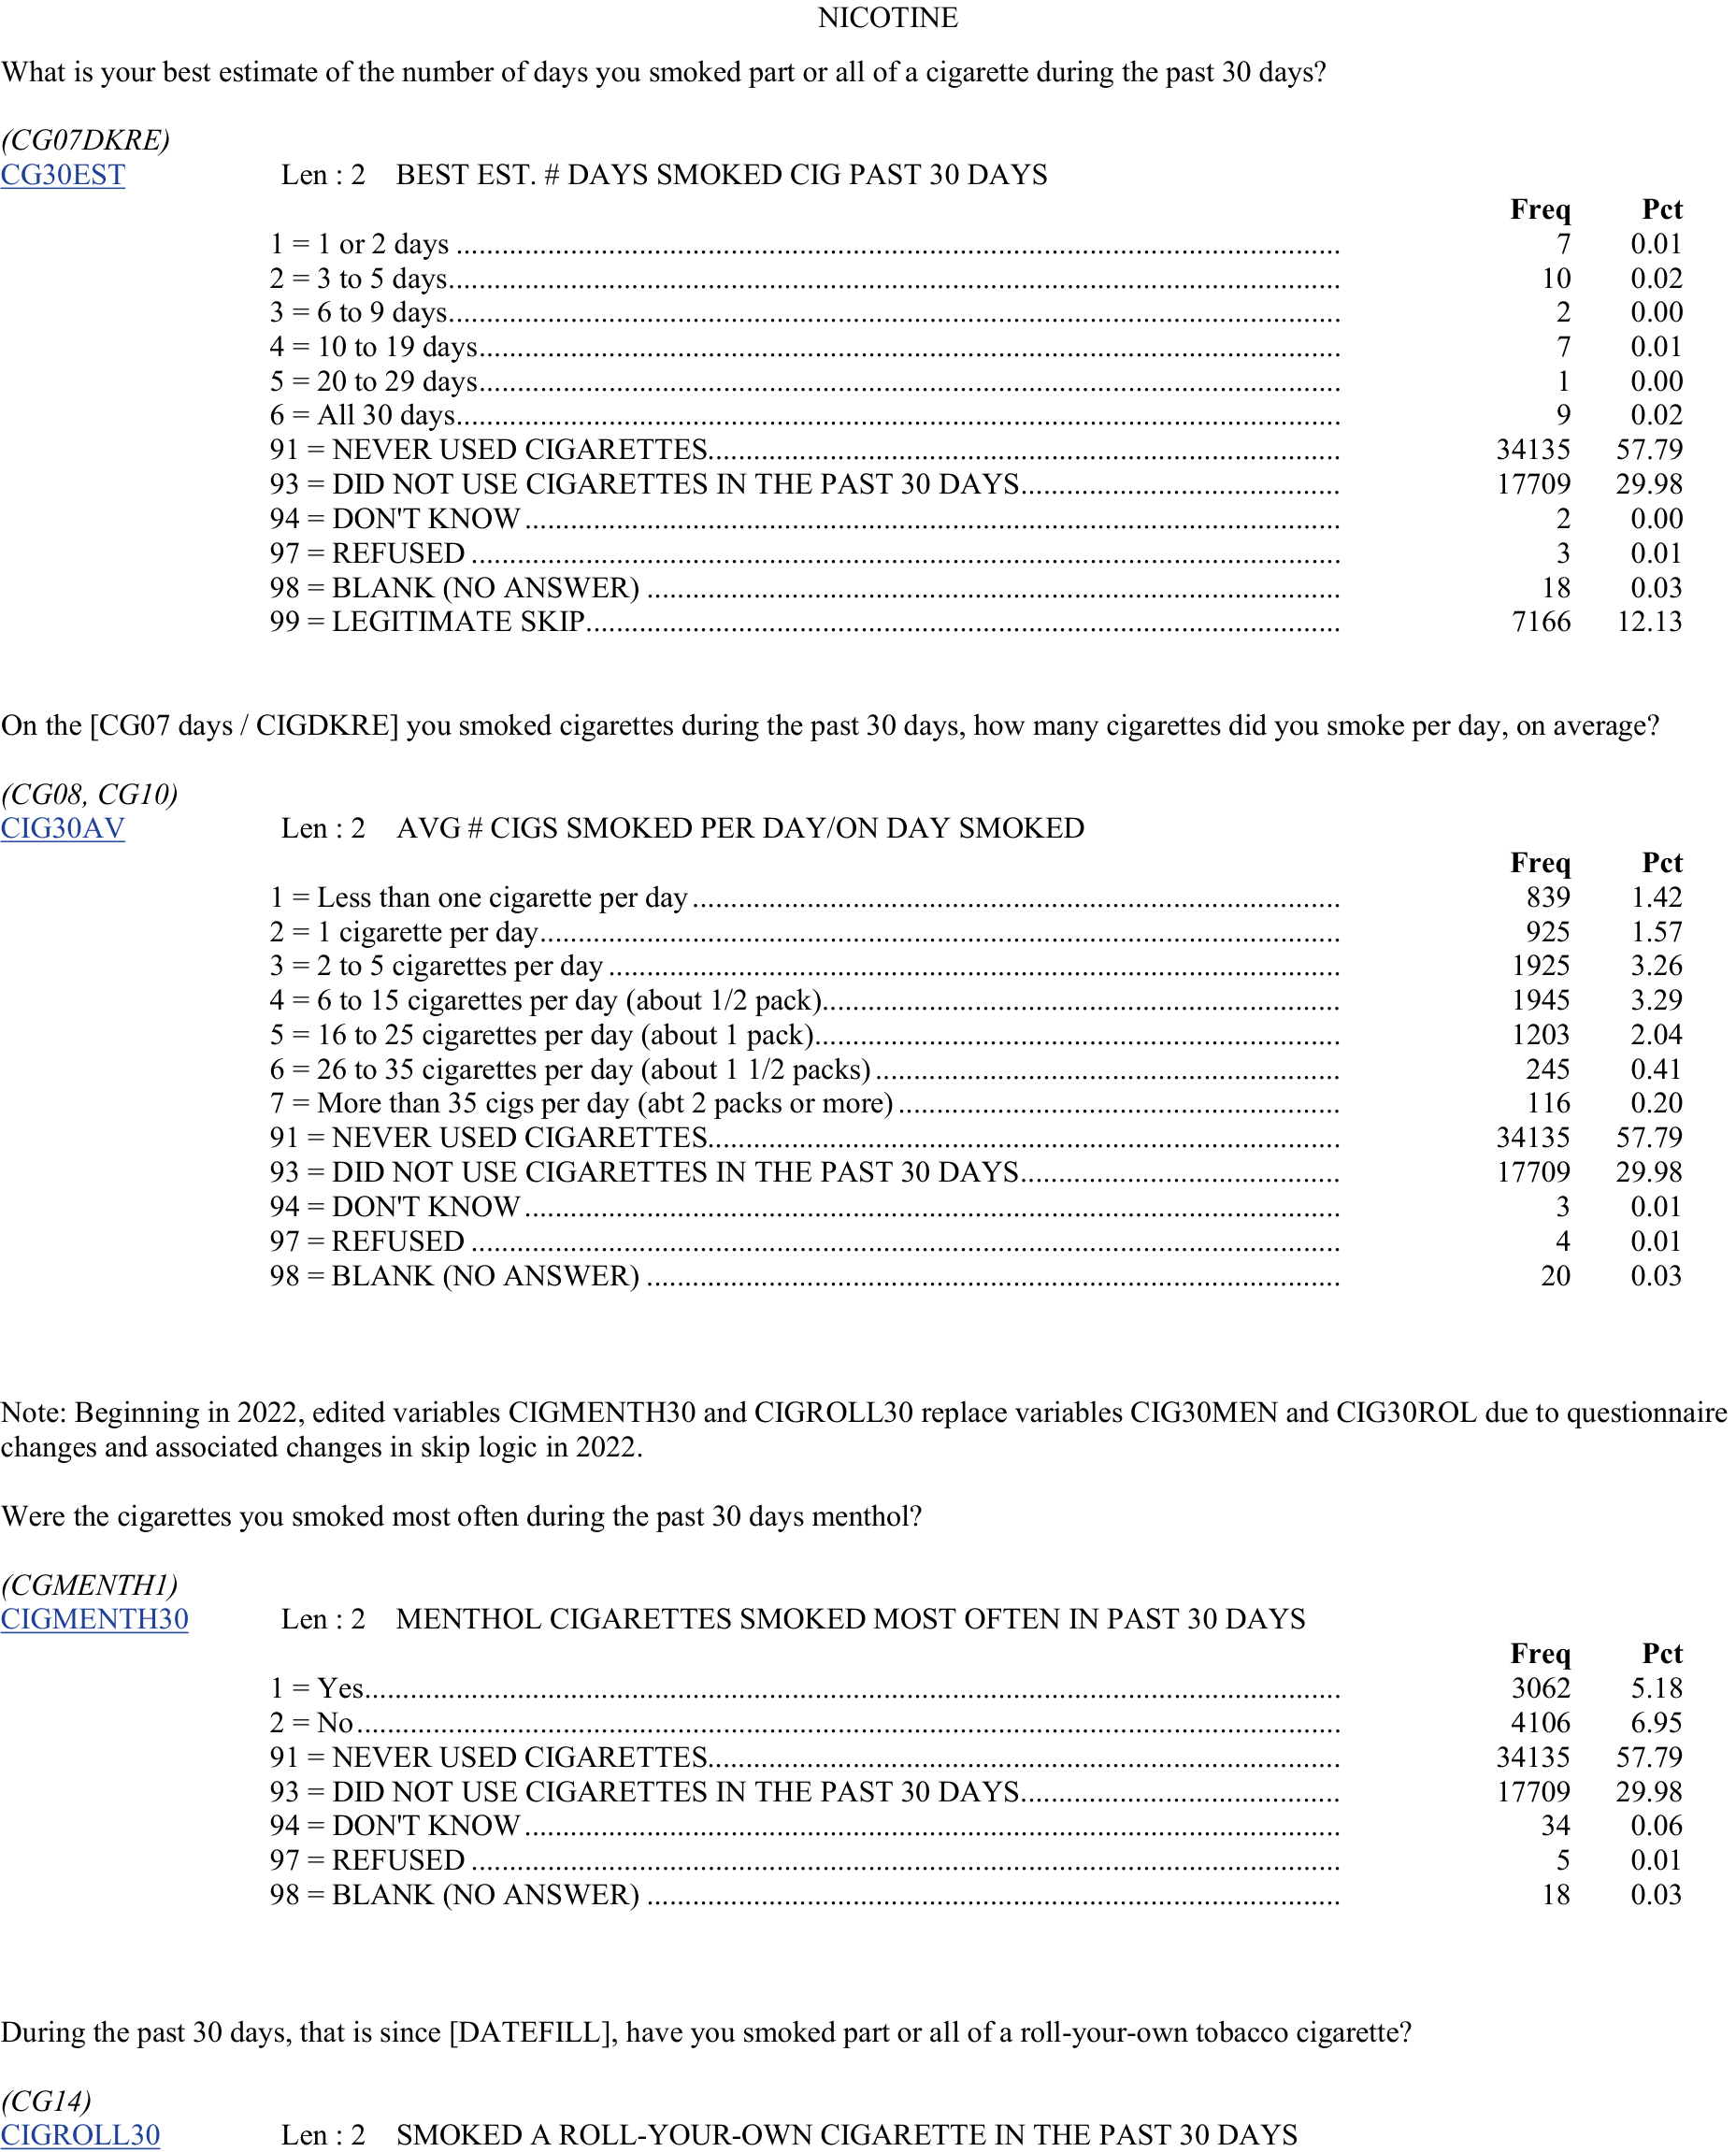 NICOTINE
What is your best estimate of the number of days you smoked part or all of a cigarette during the past 30 days?
(CG07DKRE)
CG30EST Len : 2 BEST EST. # DAYS SMOKED CIG PAST 30 DAYS
Freq Pct
1 = 1 or 2 days ........ 7 0.01
2 = 3 to 5 days........ 10 0.02
3 = 6 to 9 days........ 2 0.00
4 = 10 to 19 days........ 7 0.01
5 = 20 to 29 days........ 1 0.00
6 = All 30 days........ 9 0.02
91 = NEVER USED CIGARETTES........ 34135 57.79
93 = DID NOT USE CIGARETTES IN THE PAST 30 DAYS........ 17709 29.98
94 = DON'T KNOW ........ 2 0.00
97 = REFUSED ........ 3 0.01
98 = BLANK (NO ANSWER) ........ 18 0.03
99 = LEGITIMATE SKIP........ 7166 12.13
On the [CG07 days / CIGDKRE] you smoked cigarettes during the past 30 days, how many cigarettes did you smoke per day, on average?
(CG08, CG10)
CIG30AV Len : 2 AVG # CIGS SMOKED PER DAY/ON DAY SMOKED
Freq Pct
1 = Less than one cigarette per day ........ 839 1.42
2 = 1 cigarette per day........ 925 1.57
3 = 2 to 5 cigarettes per day ........ 1925 3.26
4 = 6 to 15 cigarettes per day (about 1/2 pack)........ 1945 3.29
5 = 16 to 25 cigarettes per day (about 1 pack)........ 1203 2.04
6 = 26 to 35 cigarettes per day (about 1 1/2 packs) ........ 245 0.41
7 = More than 35 cigs per day (abt 2 packs or more) ........ 116 0.20
91 = NEVER USED CIGARETTES........ 34135 57.79
93 = DID NOT USE CIGARETTES IN THE PAST 30 DAYS........ 17709 29.98
94 = DON'T KNOW ........ 3 0.01
97 = REFUSED ........ 4 0.01
98 = BLANK (NO ANSWER) ........ 20 0.03
Note: Beginning in 2022, edited variables CIGMENTH30 and CIGROLL30 replace variables CIG30MEN and CIG30ROL due to questionnaire
changes and associated changes in skip logic in 2022.
Were the cigarettes you smoked most often during the past 30 days menthol?
(CGMENTH1)
CIGMENTH30 Len : 2 MENTHOL CIGARETTES SMOKED MOST OFTEN IN PAST 30 DAYS
Freq Pct
1 = Yes........ 3062 5.18
2 = No........ 4106 6.95
91 = NEVER USED CIGARETTES........ 34135 57.79
93 = DID NOT USE CIGARETTES IN THE PAST 30 DAYS........ 17709 29.98
94 = DON'T KNOW ........ 34 0.06
97 = REFUSED ........ 5 0.01
98 = BLANK (NO ANSWER) ........ 18 0.03
During the past 30 days, that is since [DATEFILL], have you smoked part or all of a roll-your-own tobacco cigarette?
(CG14)
CIGROLL30 Len : 2 SMOKED A ROLL-YOUR-OWN CIGARETTE IN THE PAST 30 DAYS